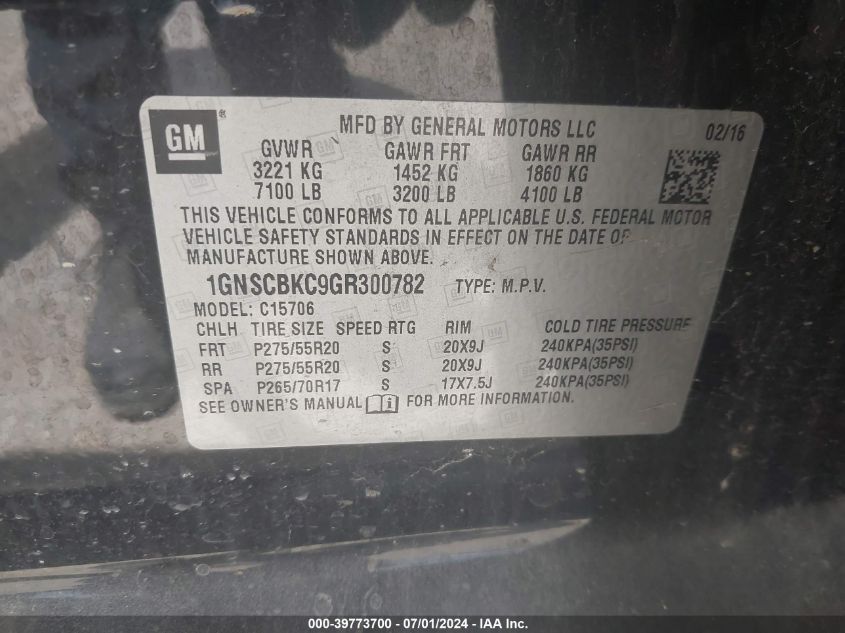 GM ®
MFD BY GENERAL MOTORS LLC 02/16
GVWR GAWR FRT GAWR RR
3221 KG 1452 KG 1860 KG
7100 LB 3200 LB 4100 LB
THIS VEHICLE CONFORMS TO ALL APPLICABLE U.S. FEDERAL MOTOR
VEHICLE SAFETY STANDARDS IN EFFECT ON THE DATE OF
MANUFACTURE SHOWN ABOVE.
1GNSCBKC9GR300782 TYPE: M.P.V.
MODEL: C15706
CHLH TIRE SIZE SPEED RTG RIM COLD TIRE PRESSURE
FRT P275/55R20 S 20X9J 240KPA(35PSI)
RR P275/55R20 S 20X9J 240KPA(35PSI)
SPA P265/70R17 S 17X7.5J 240KPA(35PSI)
SEE OWNER'S MANUAL FOR MORE INFORMATION.
000-39773700 - 07/01/2024 - IAA Inc.